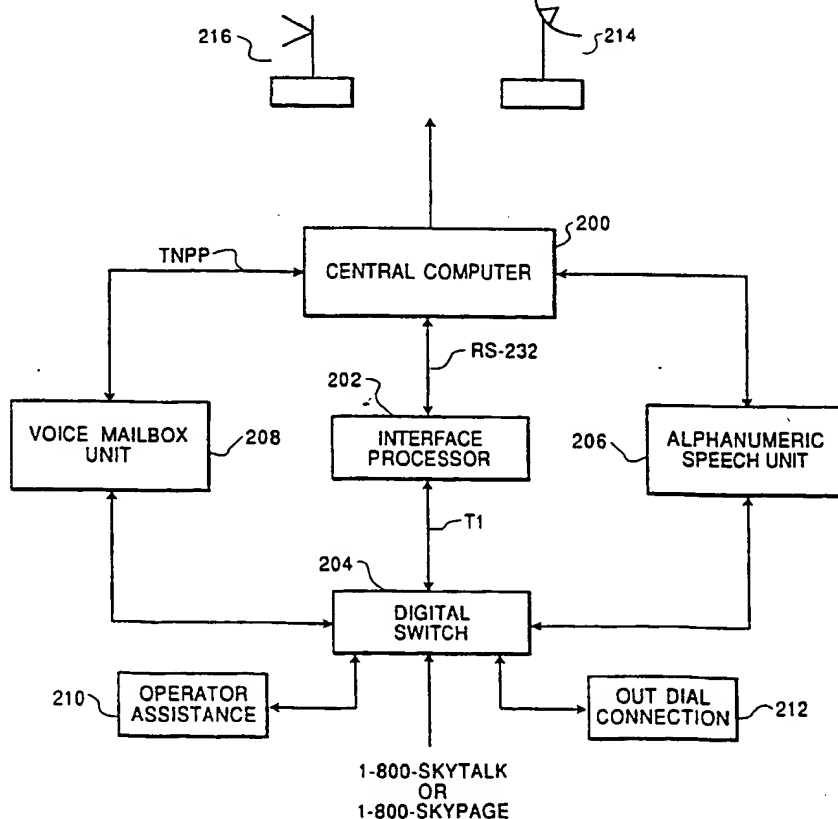 216
214
200
TNPP
CENTRAL COMPUTER
RS-232
202
VOICE MAILBOX
UNIT
208
INTERFACE
PROCESSOR
206
ALPHANUMERIC
SPEECH UNIT
T1
204
DIGITAL
SWITCH
210
OPERATOR
ASSISTANCE
OUT DIAL
CONNECTION
212
1-800-SKYTALK
OR
1-800-SKYPAGE